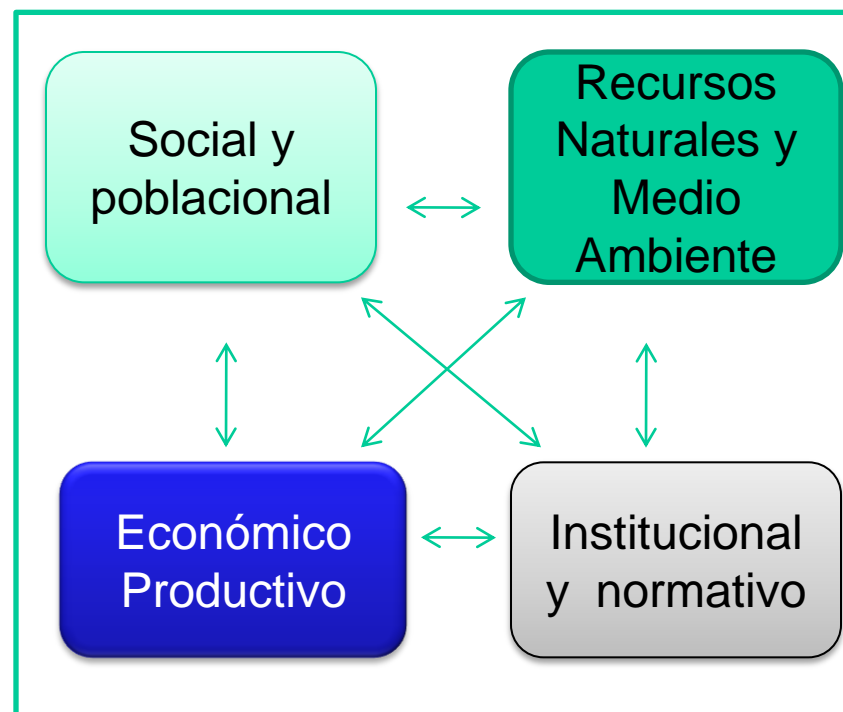 Social y
poblacional
Recursos
Naturales y
Medio
Ambiente
Económico
Productivo
Institucional
y normativo